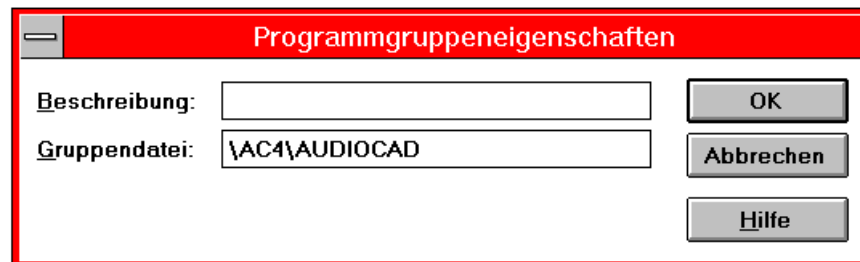 Programmgruppeneigenschaften
Beschreibung:
OK
Gruppendatei: \AC4\AUDIOCAD
Abbrechen
Hilfe